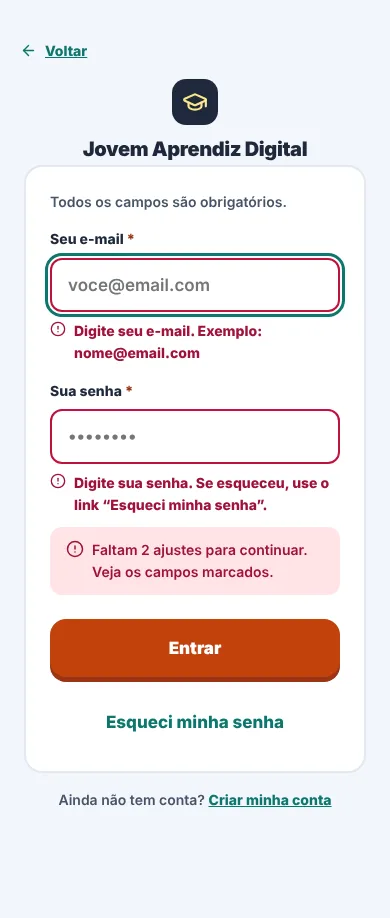 Voltar
Jovem Aprendiz Digital
Todos os campos são obrigatórios.
Seu e-mail *
voce@email.com
Digite seu e-mail. Exemplo:
nome@email.com
Sua senha *
••••••••
Digite sua senha. Se esqueceu, use o
link “Esqueci minha senha”.
Faltam 2 ajustes para continuar.
Veja os campos marcados.
Entrar
Esqueci minha senha
Ainda não tem conta? Criar minha conta